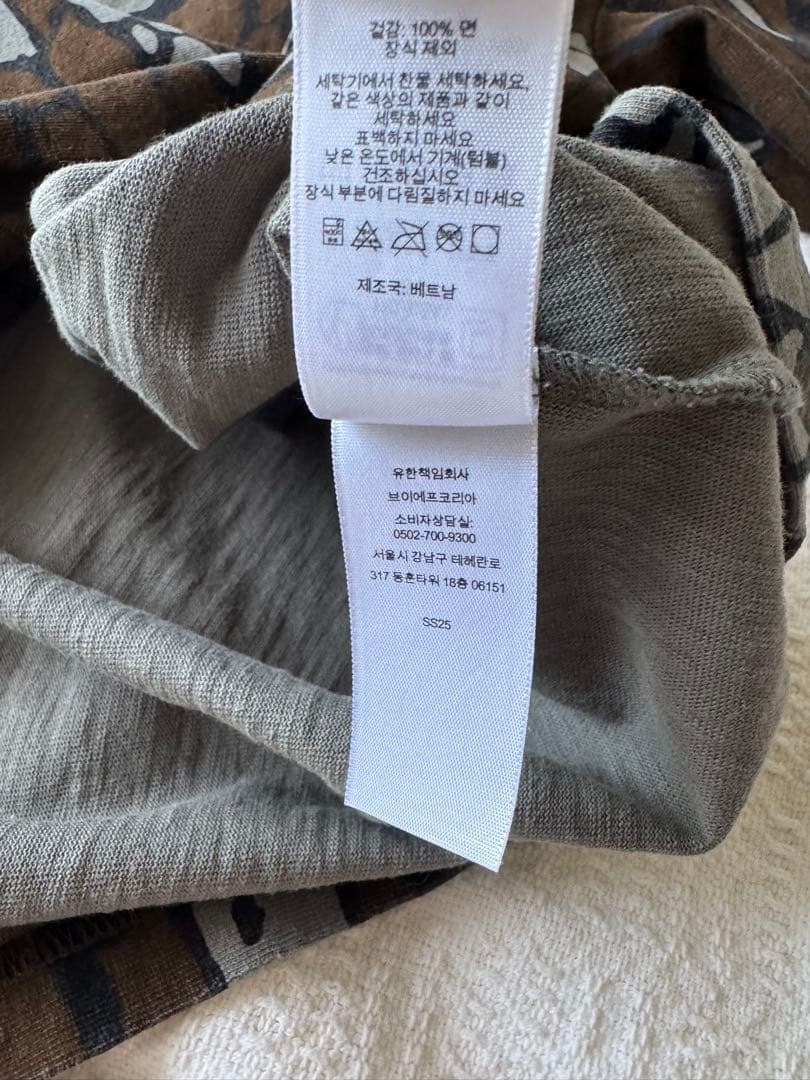 겉감: 100% 면
장식 제외
세탁기에서 찬물 세탁하세요,
같은 색상의 제품과 같이
세탁하세요
표백하지 마세요
낮은 온도에서 기계(텀블)
건조하십시오
장식 부분에 다림질하지 마세요
제조국: 베트남
유한책임회사
브이에프코리아
소비자상담실:
0502-700-9300
서울시 강남구 테헤란로
317 동훈타워 18층 06151
SS25